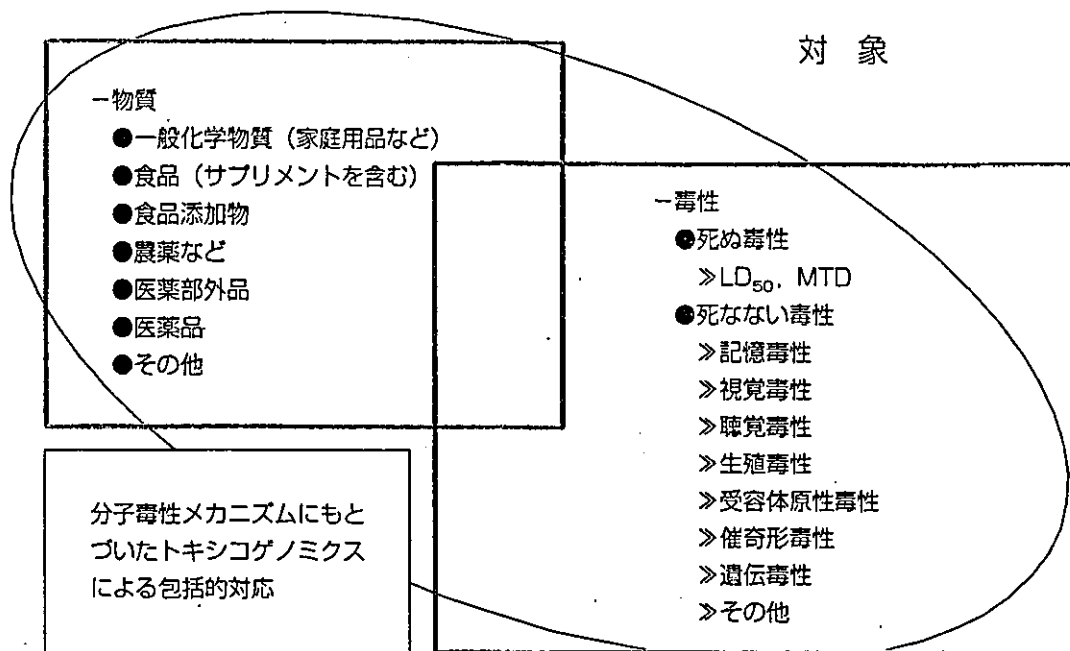 対 象
ー物質
●一般化学物質（家庭用品など）
●食品（サプリメントを含む）
●食品添加物
●農薬など
●医薬部外品
●医薬品
●その他
ー毒性
●死ぬ毒性
≫LD₅₀，MTD
●死なない毒性
≫記憶毒性
≫視覚毒性
≫聴覚毒性
≫生殖毒性
≫受容体原性毒性
≫催奇形毒性
≫遺伝毒性
≫その他
分子毒性メカニズムにもと
づいたトキシコゲノミクス
による包括的対応